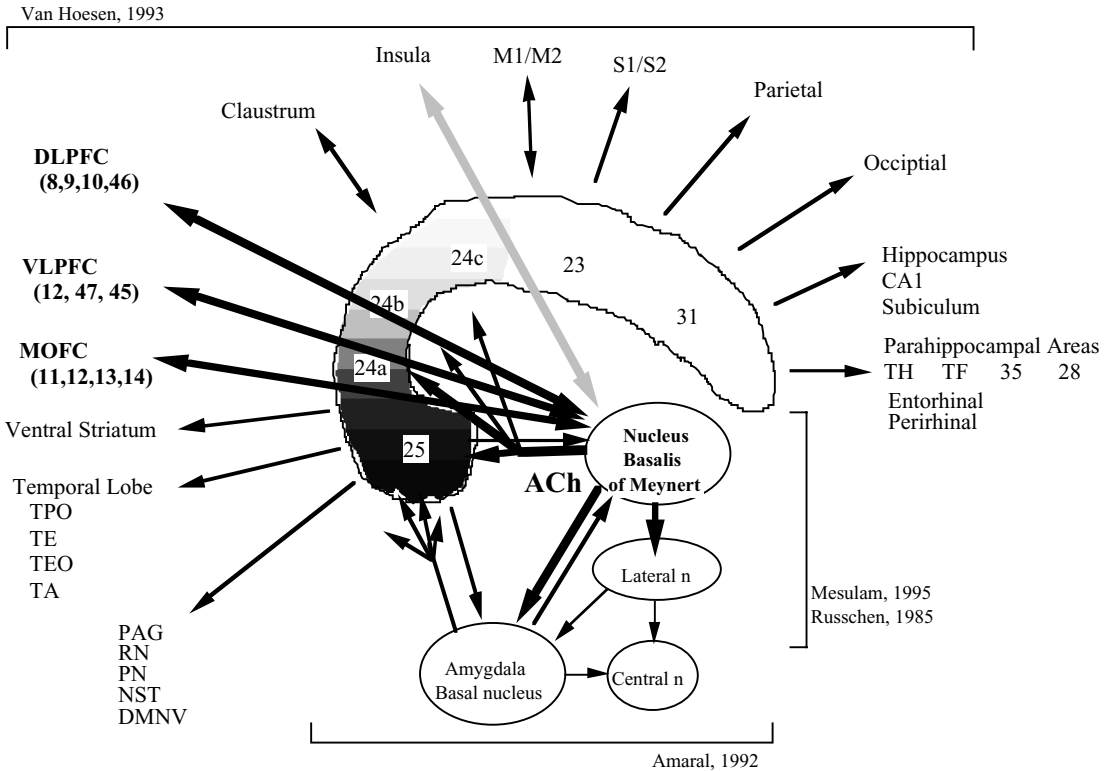 Van Hoesen, 1993
Insula
M1/M2
S1/S2
Parietal
Claustrum
Occiptial
DLPFC
(8,9,10,46)
VLPFC
(12, 47, 45)
MOFC
(11,12,13,14)
Ventral Striatum
Temporal Lobe
TPO
TE
TEO
TA
PAG
RN
PN
NST
DMNV
24c
23
24b
31
24a
25
Hippocampus
CA1
Subiculum
Parahippocampal Areas
TH TF 35 28
Entorhinal
Perirhinal
Nucleus
Basalis
of Meynert
ACh
Lateral n
Amygdala
Basal nucleus
Central n
Mesulam, 1995
Russchen, 1985
Amaral, 1992